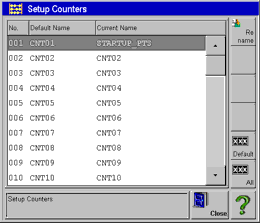 Setup Counters
No. Default Name Current Name
001 CNT01 STARTUP_PTS
002 CNT02 CNT02
003 CNT03 CNT03
004 CNT04 CNT04
005 CNT05 CNT05
006 CNT06 CNT06
007 CNT07 CNT07
008 CNT08 CNT08
009 CNT09 CNT09
010 CNT10 CNT10
Re
name
xxx
Default
xxx
All
Setup Counters
Close
?